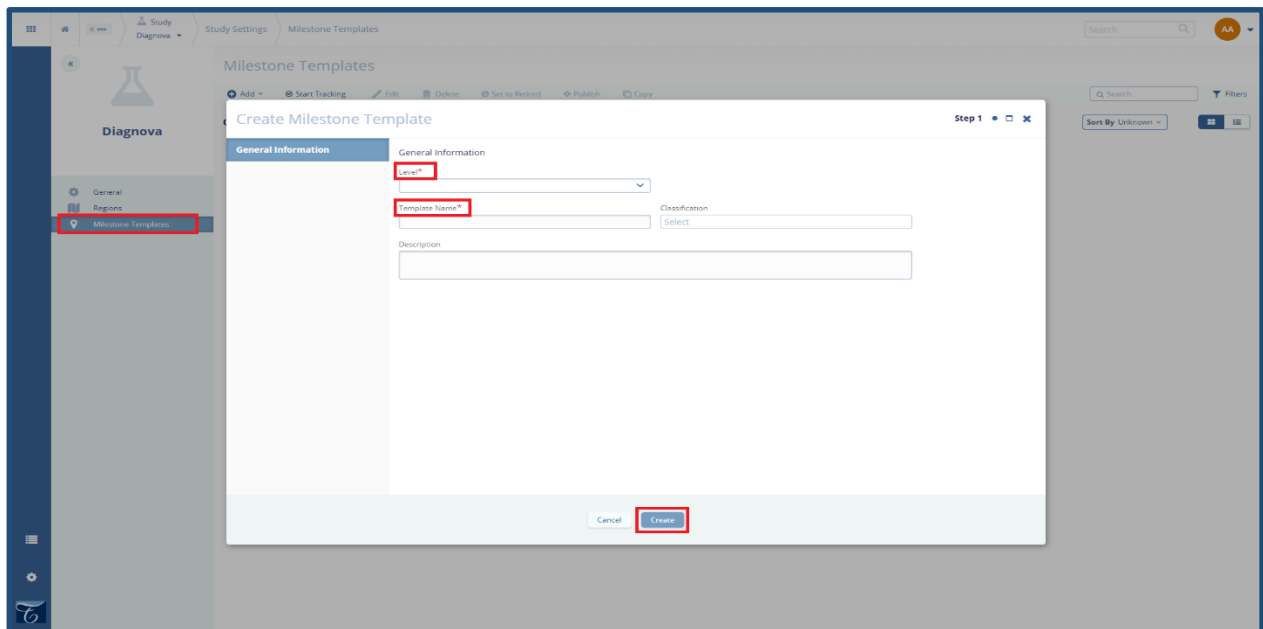 Study
< •••
Diagnova
Study Settings
Milestone Templates
Search
AA
Milestone Templates
Add
Start Tracking
Edit
Delete
Set to Retired
Publish
Copy
Search
Filters
Diagnova
Create Milestone Template
Step 1
Sort By Unknown
General Information
General Information
Level*
General
Regions
Milestone Templates
Template Name*
Classification
Select
Description
Cancel
Create